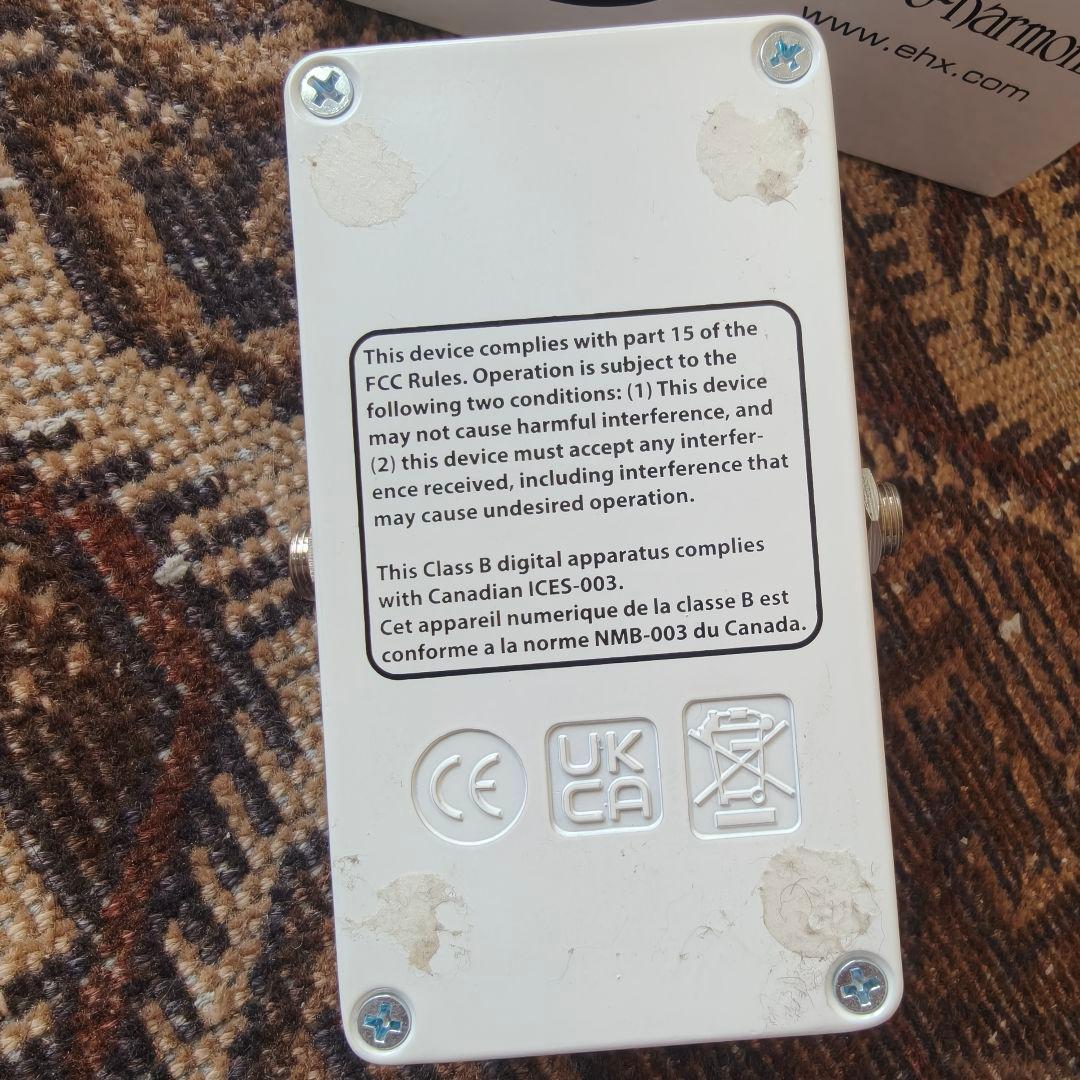 -Harmon
www.ehx.com
This device complies with part 15 of the
FCC Rules. Operation is subject to the
following two conditions: (1) This device
may not cause harmful interference, and
(2) this device must accept any interfer-
ence received, including interference that
may cause undesired operation.
This Class B digital apparatus complies
with Canadian ICES-003.
Cet appareil numerique de la classe B est
conforme a la norme NMB-003 du Canada.
CE
UK
CA